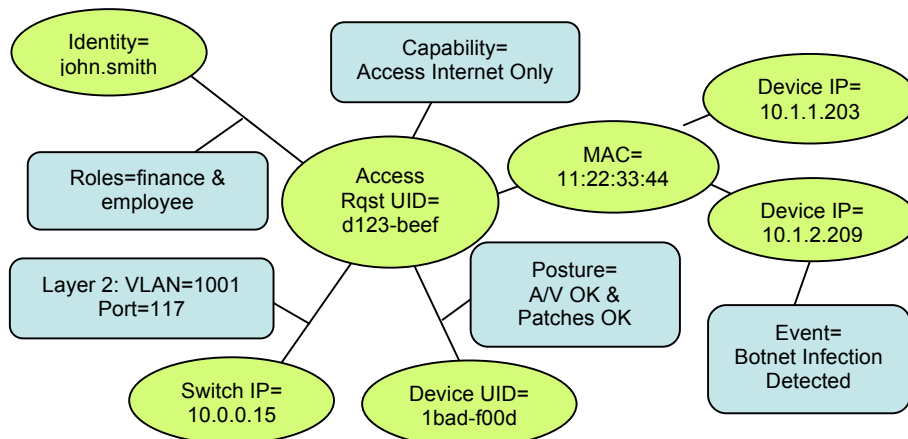 Identity=
john.smith
Capability=
Access Internet Only
Device IP=
10.1.1.203
MAC=
11:22:33:44
Roles=finance &
employee
Access
Rqst UID=
d123-beef
Device IP=
10.1.2.209
Layer 2: VLAN=1001
Port=117
Posture=
A/V OK &
Patches OK
Event=
Botnet Infection
Detected
Switch IP=
10.0.0.15
Device UID=
1bad-f00d